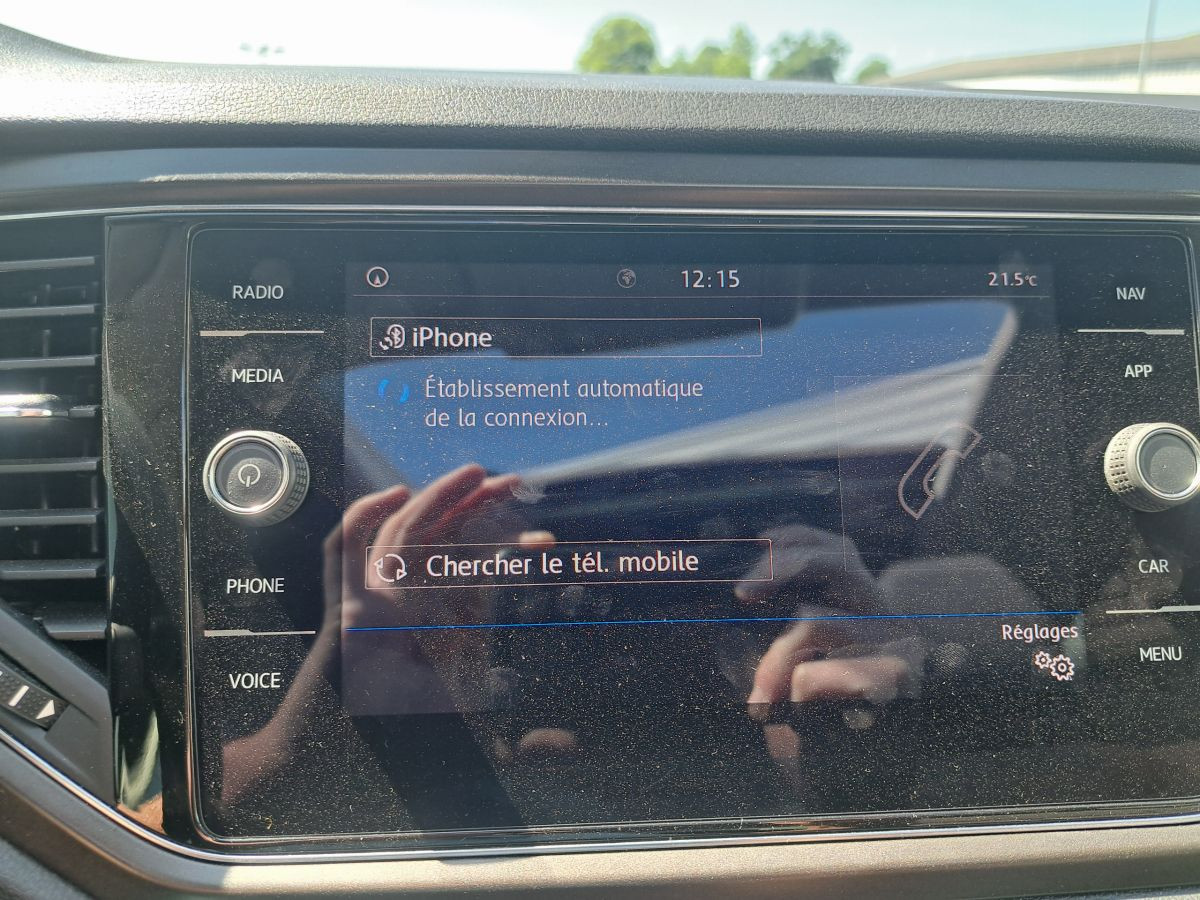 RADIO
MEDIA
PHONE
VOICE
12:15
21.5°C
iPhone
Établissement automatique
de la connexion...
Chercher le tél. mobile
Réglages
NAV
APP
CAR
MENU